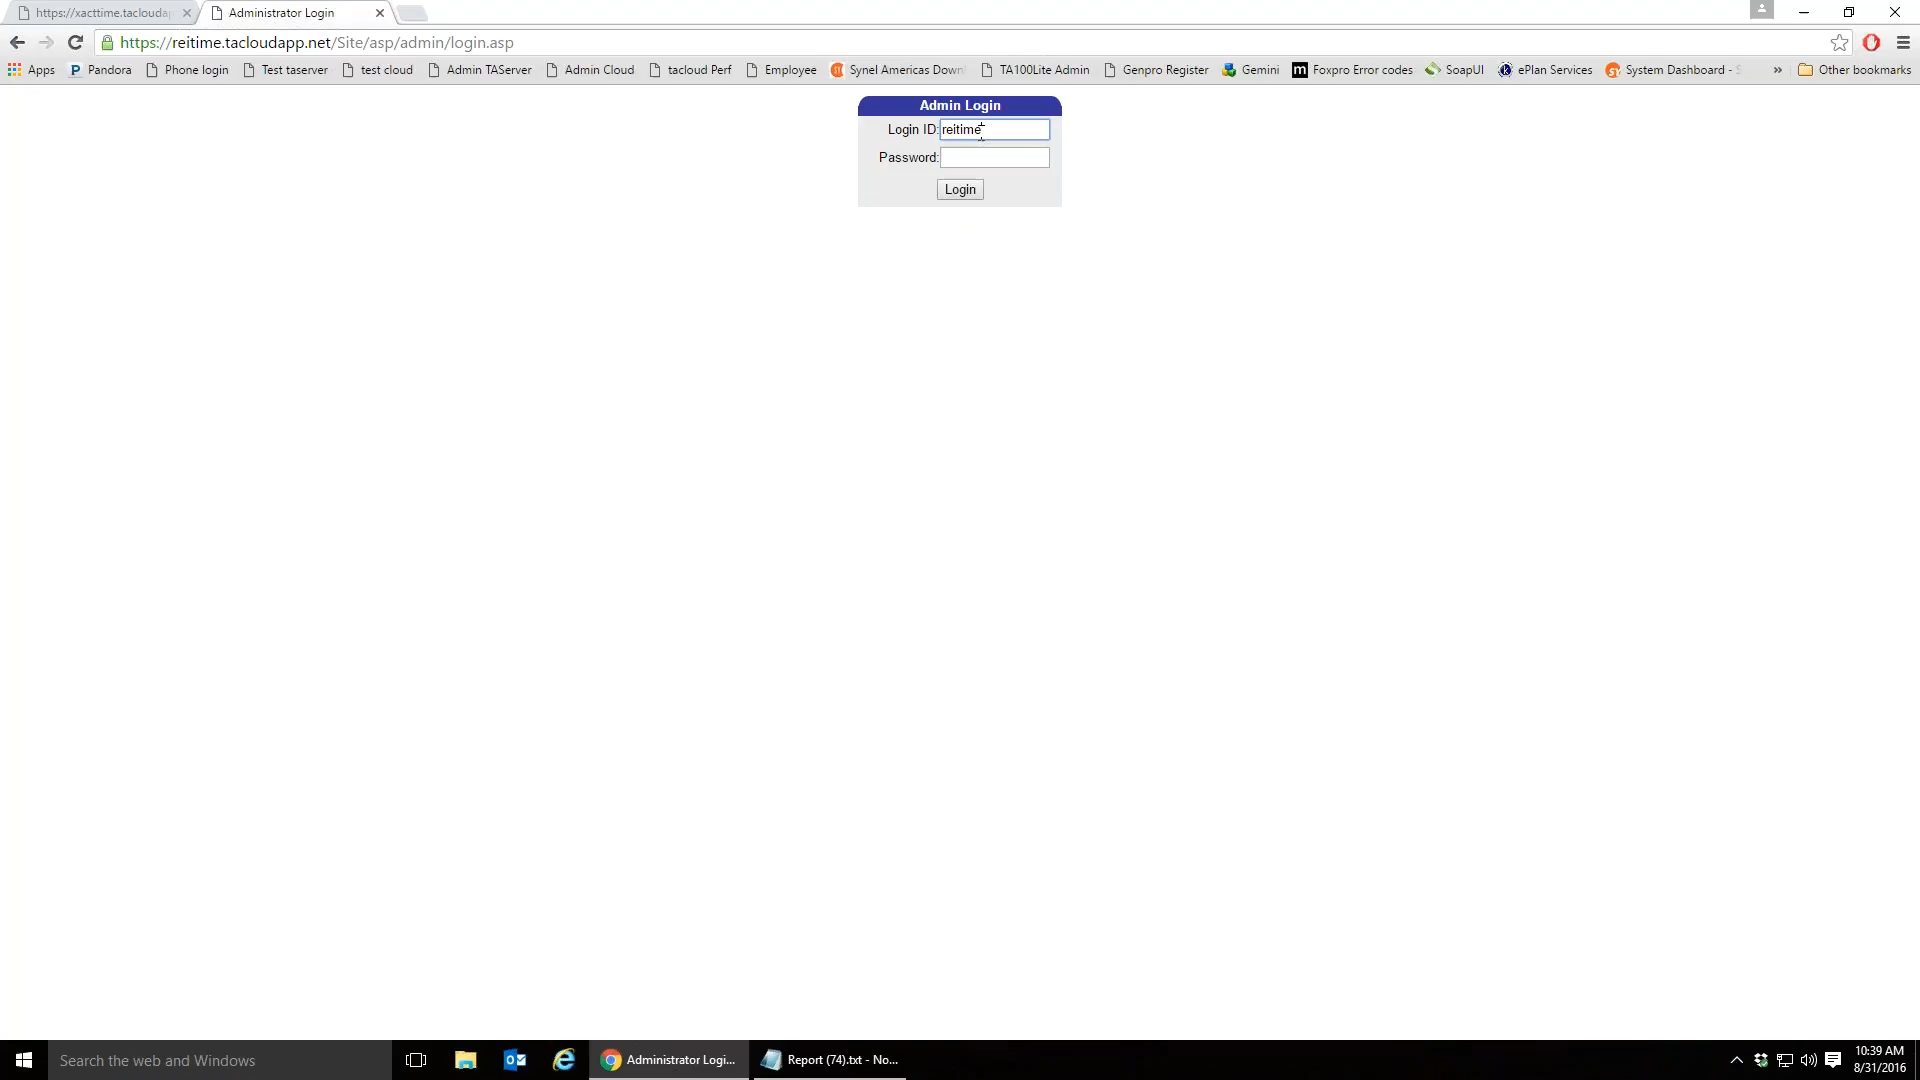 https://xacttime.tacloudap
Administrator Login
https://reitime.tacloudapp.net/Site/asp/admin/login.asp
Apps Pandora Phone login Test taserver test cloud Admin TAServer Admin Cloud tacloud Perf Employee Synel Americas Down TA100Lite Admin Genpro Register Gemini Foxpro Error codes SoapUI ePlan Services System Dashboard - S » Other bookmarks
Admin Login
Login ID: reitime
Password:
Login
Search the web and Windows
Administrator Logi...
Report (74).txt - No...
10:39 AM
8/31/2016